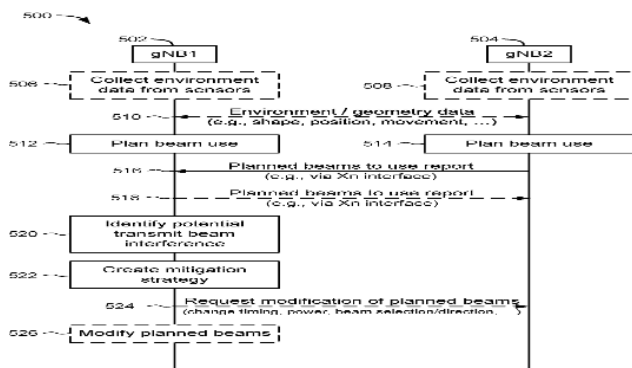 500
502
504
gNB1
gNB2
506
Collect environment
data from sensors
508
Collect environment
data from sensors
510
Environment / geometry data
(e.g., shape, position, movement, ...)
512
Plan beam use
514
Plan beam use
516
Planned beams to use report
(e.g., via Xn interface)
518
Planned beams to use report
(e.g., via Xn interface)
520
Identify potential
transmit beam
interference
522
Create mitigation
strategy
524
Request modification of planned beams
(change timing, power, beam selection/direction, ...)
526
Modify planned beams